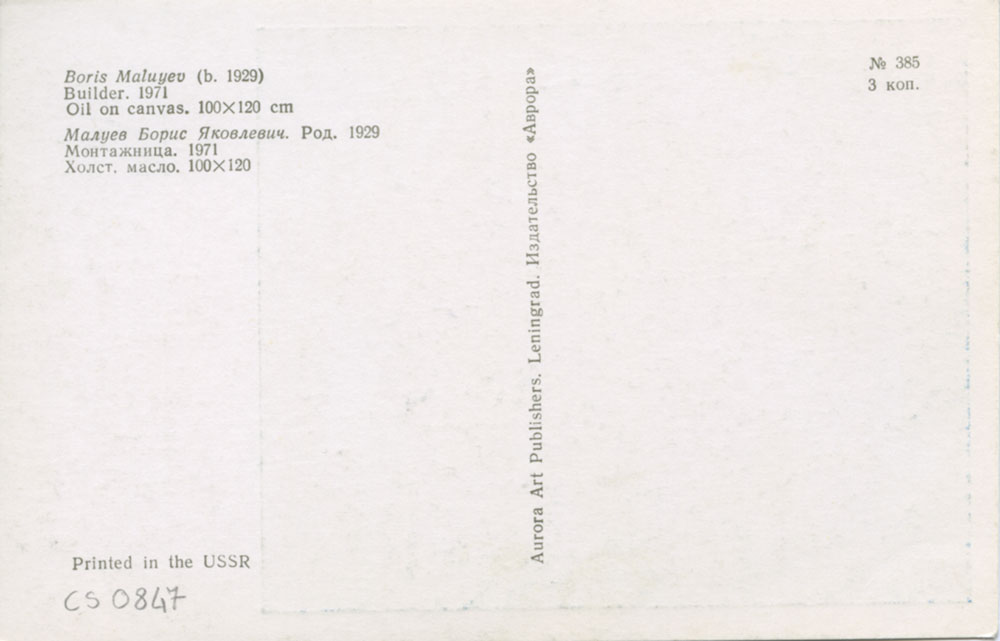 Boris Maluyev (b. 1929)
Builder. 1971
Oil on canvas. 100×120 cm
Малуев Борис Яковлевич. Род. 1929
Монтажница. 1971
Холст. масло. 100×120
Aurora Art Publishers. Leningrad. Издательство «Аврора»
№ 385
3 коп.
Printed in the USSR
CS 0847